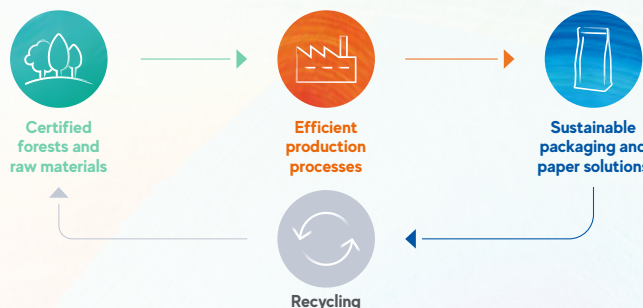 Certified
forests and
raw materials
Efficient
production
processes
Sustainable
packaging and
paper solutions
Recycling